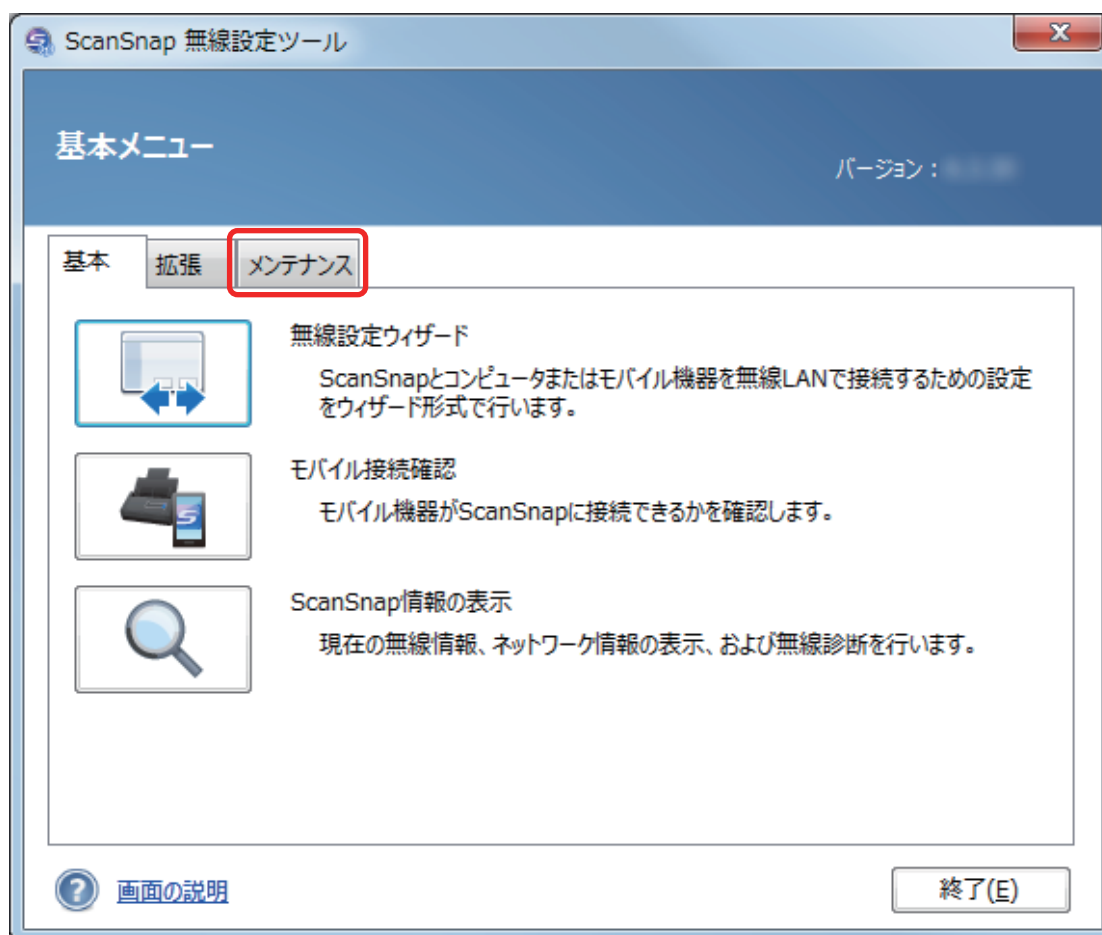 ScanSnap 無線設定ツール
基本メニュー
バージョン :
基本 拡張 メンテナンス
無線設定ウィザード
ScanSnapとコンピュータまたはモバイル機器を無線LANで接続するための設定
をウィザード形式で行います。
モバイル接続確認
モバイル機器がScanSnapに接続できるかを確認します。
ScanSnap情報の表示
現在の無線情報、ネットワーク情報の表示、および無線診断を行います。
画面の説明
終了(E)